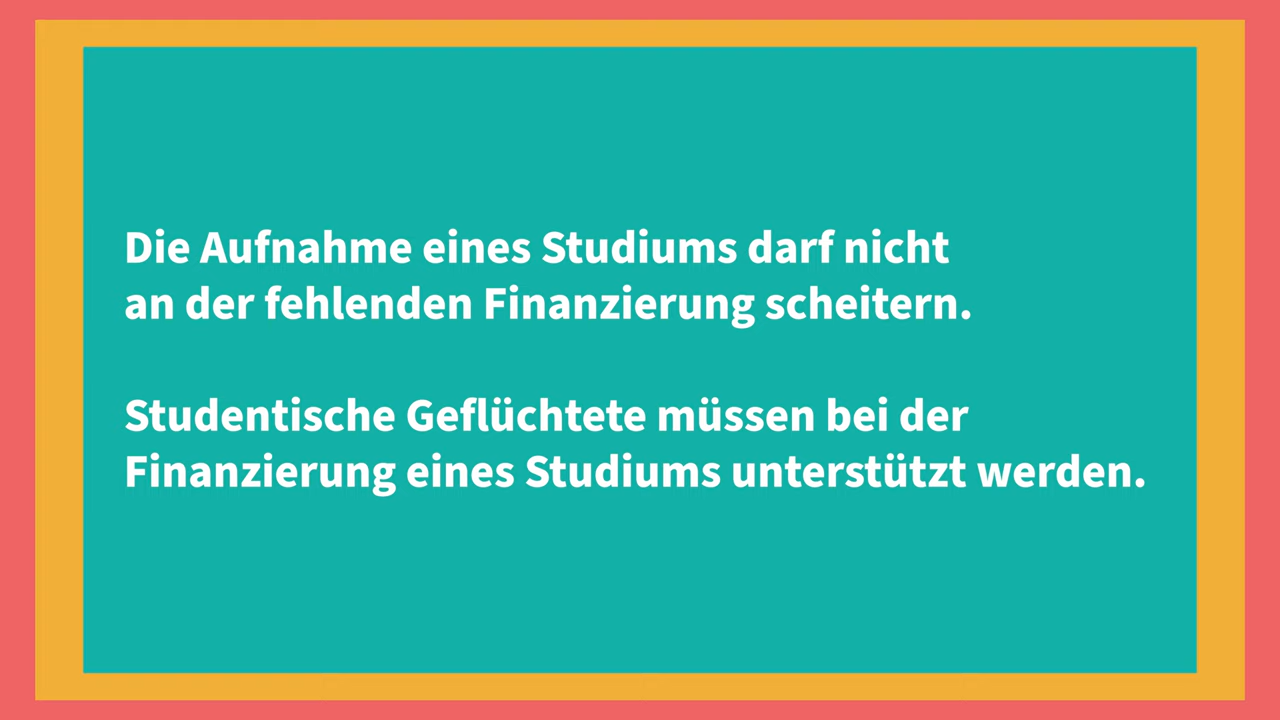 Die Aufnahme eines Studiums darf nicht
an der fehlenden Finanzierung scheitern.
Studentische Geflüchtete müssen bei der
Finanzierung eines Studiums unterstützt werden.